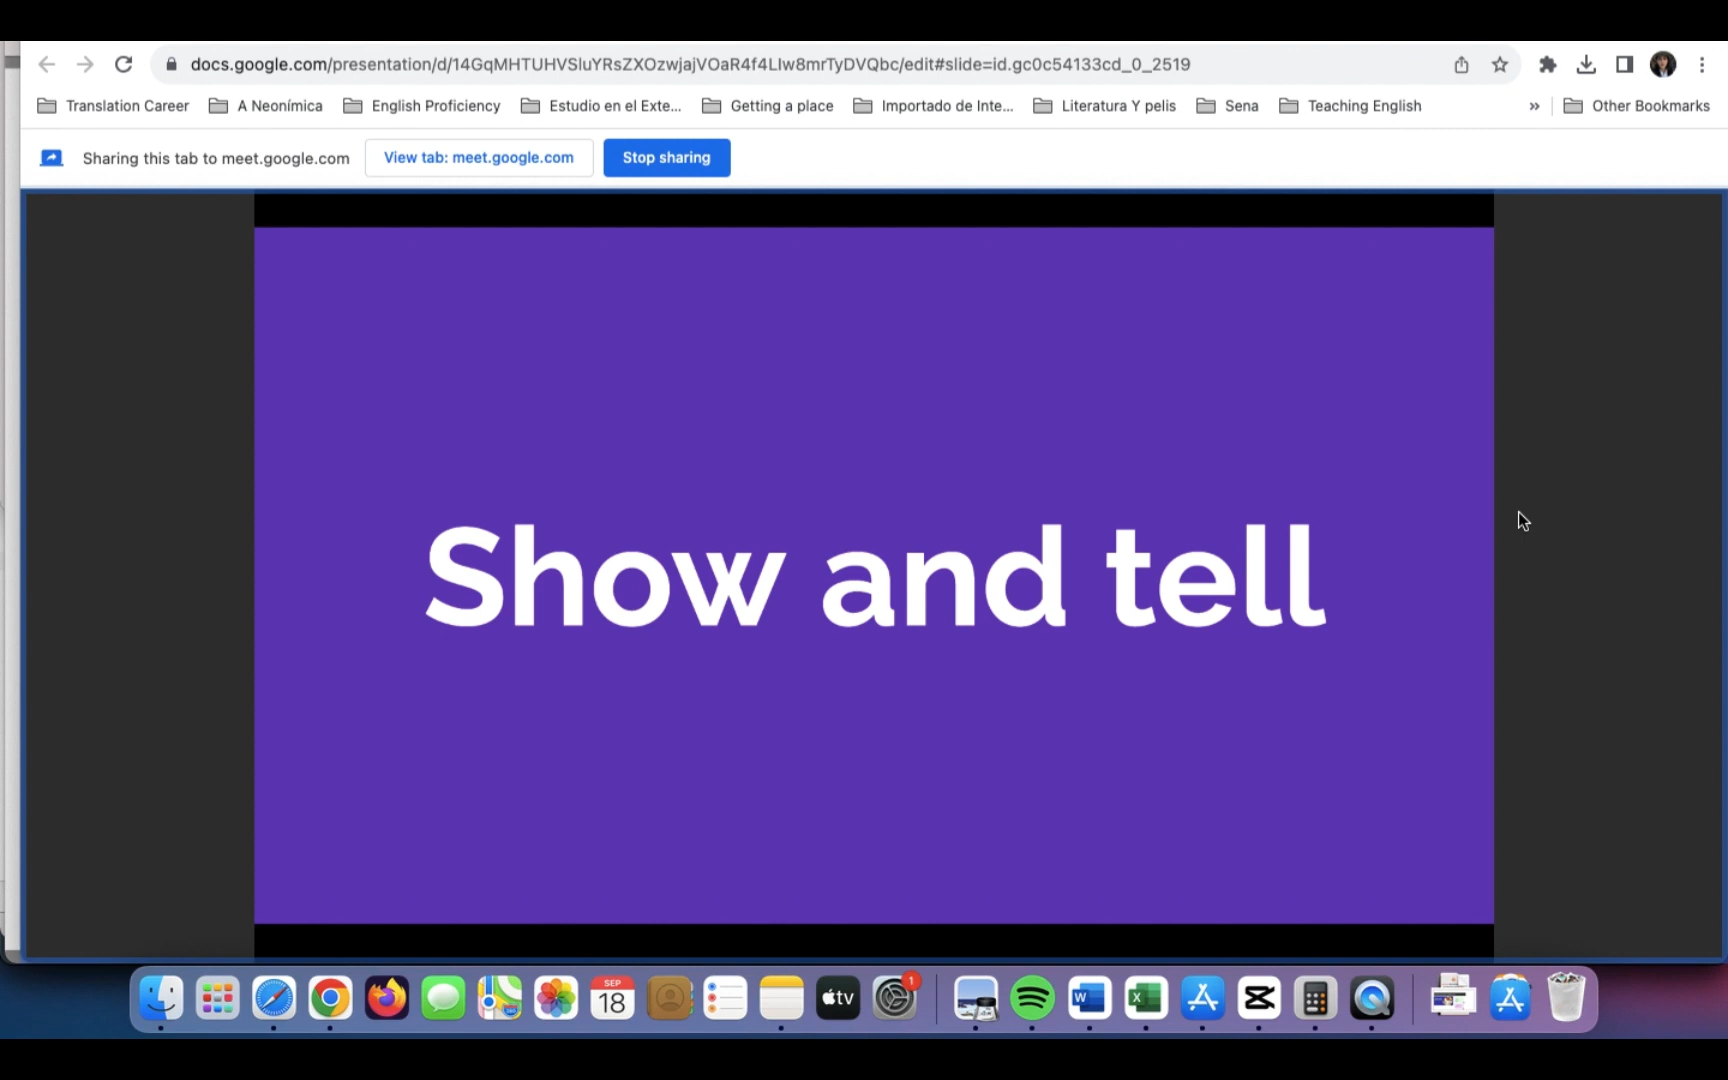 docs.google.com/presentation/d/14GqMHTUHVSluYRsZXOzwjajVOaR4f4LIw8mrTyDVQbc/edit#slide=id.gc0c54133cd_0_2519
Translation Career A Neonímica English Proficiency Estudio en el Exte... Getting a place Importado de Inte... Literatura Y pelis Sena Teaching English » Other Bookmarks
Sharing this tab to meet.google.com View tab: meet.google.com Stop sharing
Show and tell
SEP
18
tv
1
W
X